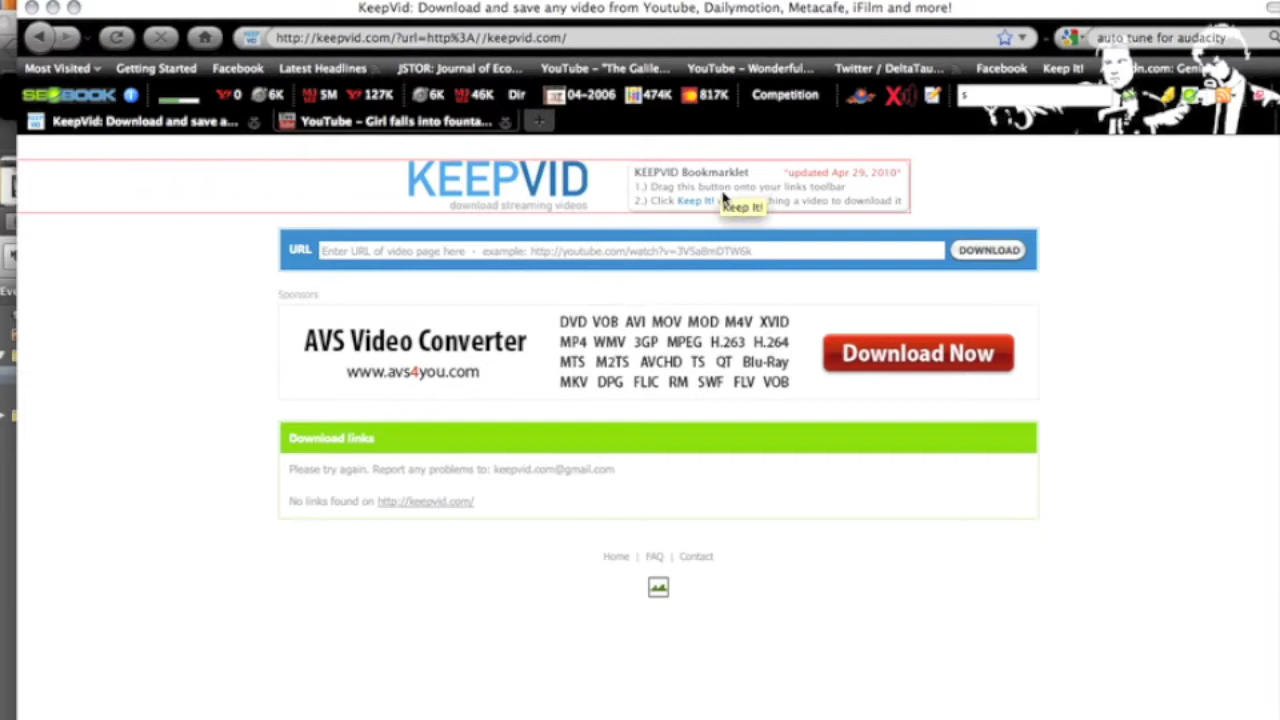 KeepVid: Download and save any video from Youtube, Dailymotion, Metacafe, iFilm and more!
http://keepvid.com/?url=http%3A//keepvid.com/
auto tune for audacity
Most Visited Getting Started Facebook Latest Headlines JSTOR: Journal of Eco... YouTube - "The Galile... YouTube - Wonderful... Twitter / DeltaTau... Facebook Keep It!
SEOBOOK 0 6K 5M 127K 6K 46K Dir 04-2006 474K 817K Competition s
KeepVid: Download and save a... YouTube - Girl falls into founta...
KEEPVID
download streaming videos
KEEPVID Bookmarklet "updated Apr 29, 2010"
1.) Drag this button onto your links toolbar
2.) Click Keep It! hing a video to download it
Keep It!
URL Enter URL of video page here - example: http://youtube.com/watch?v=3VSa8mDTW6k DOWNLOAD
Sponsors
AVS Video Converter
www.avs4you.com
DVD VOB AVI MOV MOD M4V XVID
MP4 WMV 3GP MPEG H.263 H.264
MTS M2TS AVCHD TS QT Blu-Ray
MKV DPG FLIC RM SWF FLV VOB
Download Now
Download links
Please try again. Report any problems to: keepvid.com@gmail.com
No links found on http://keepvid.com/
Home | FAQ | Contact